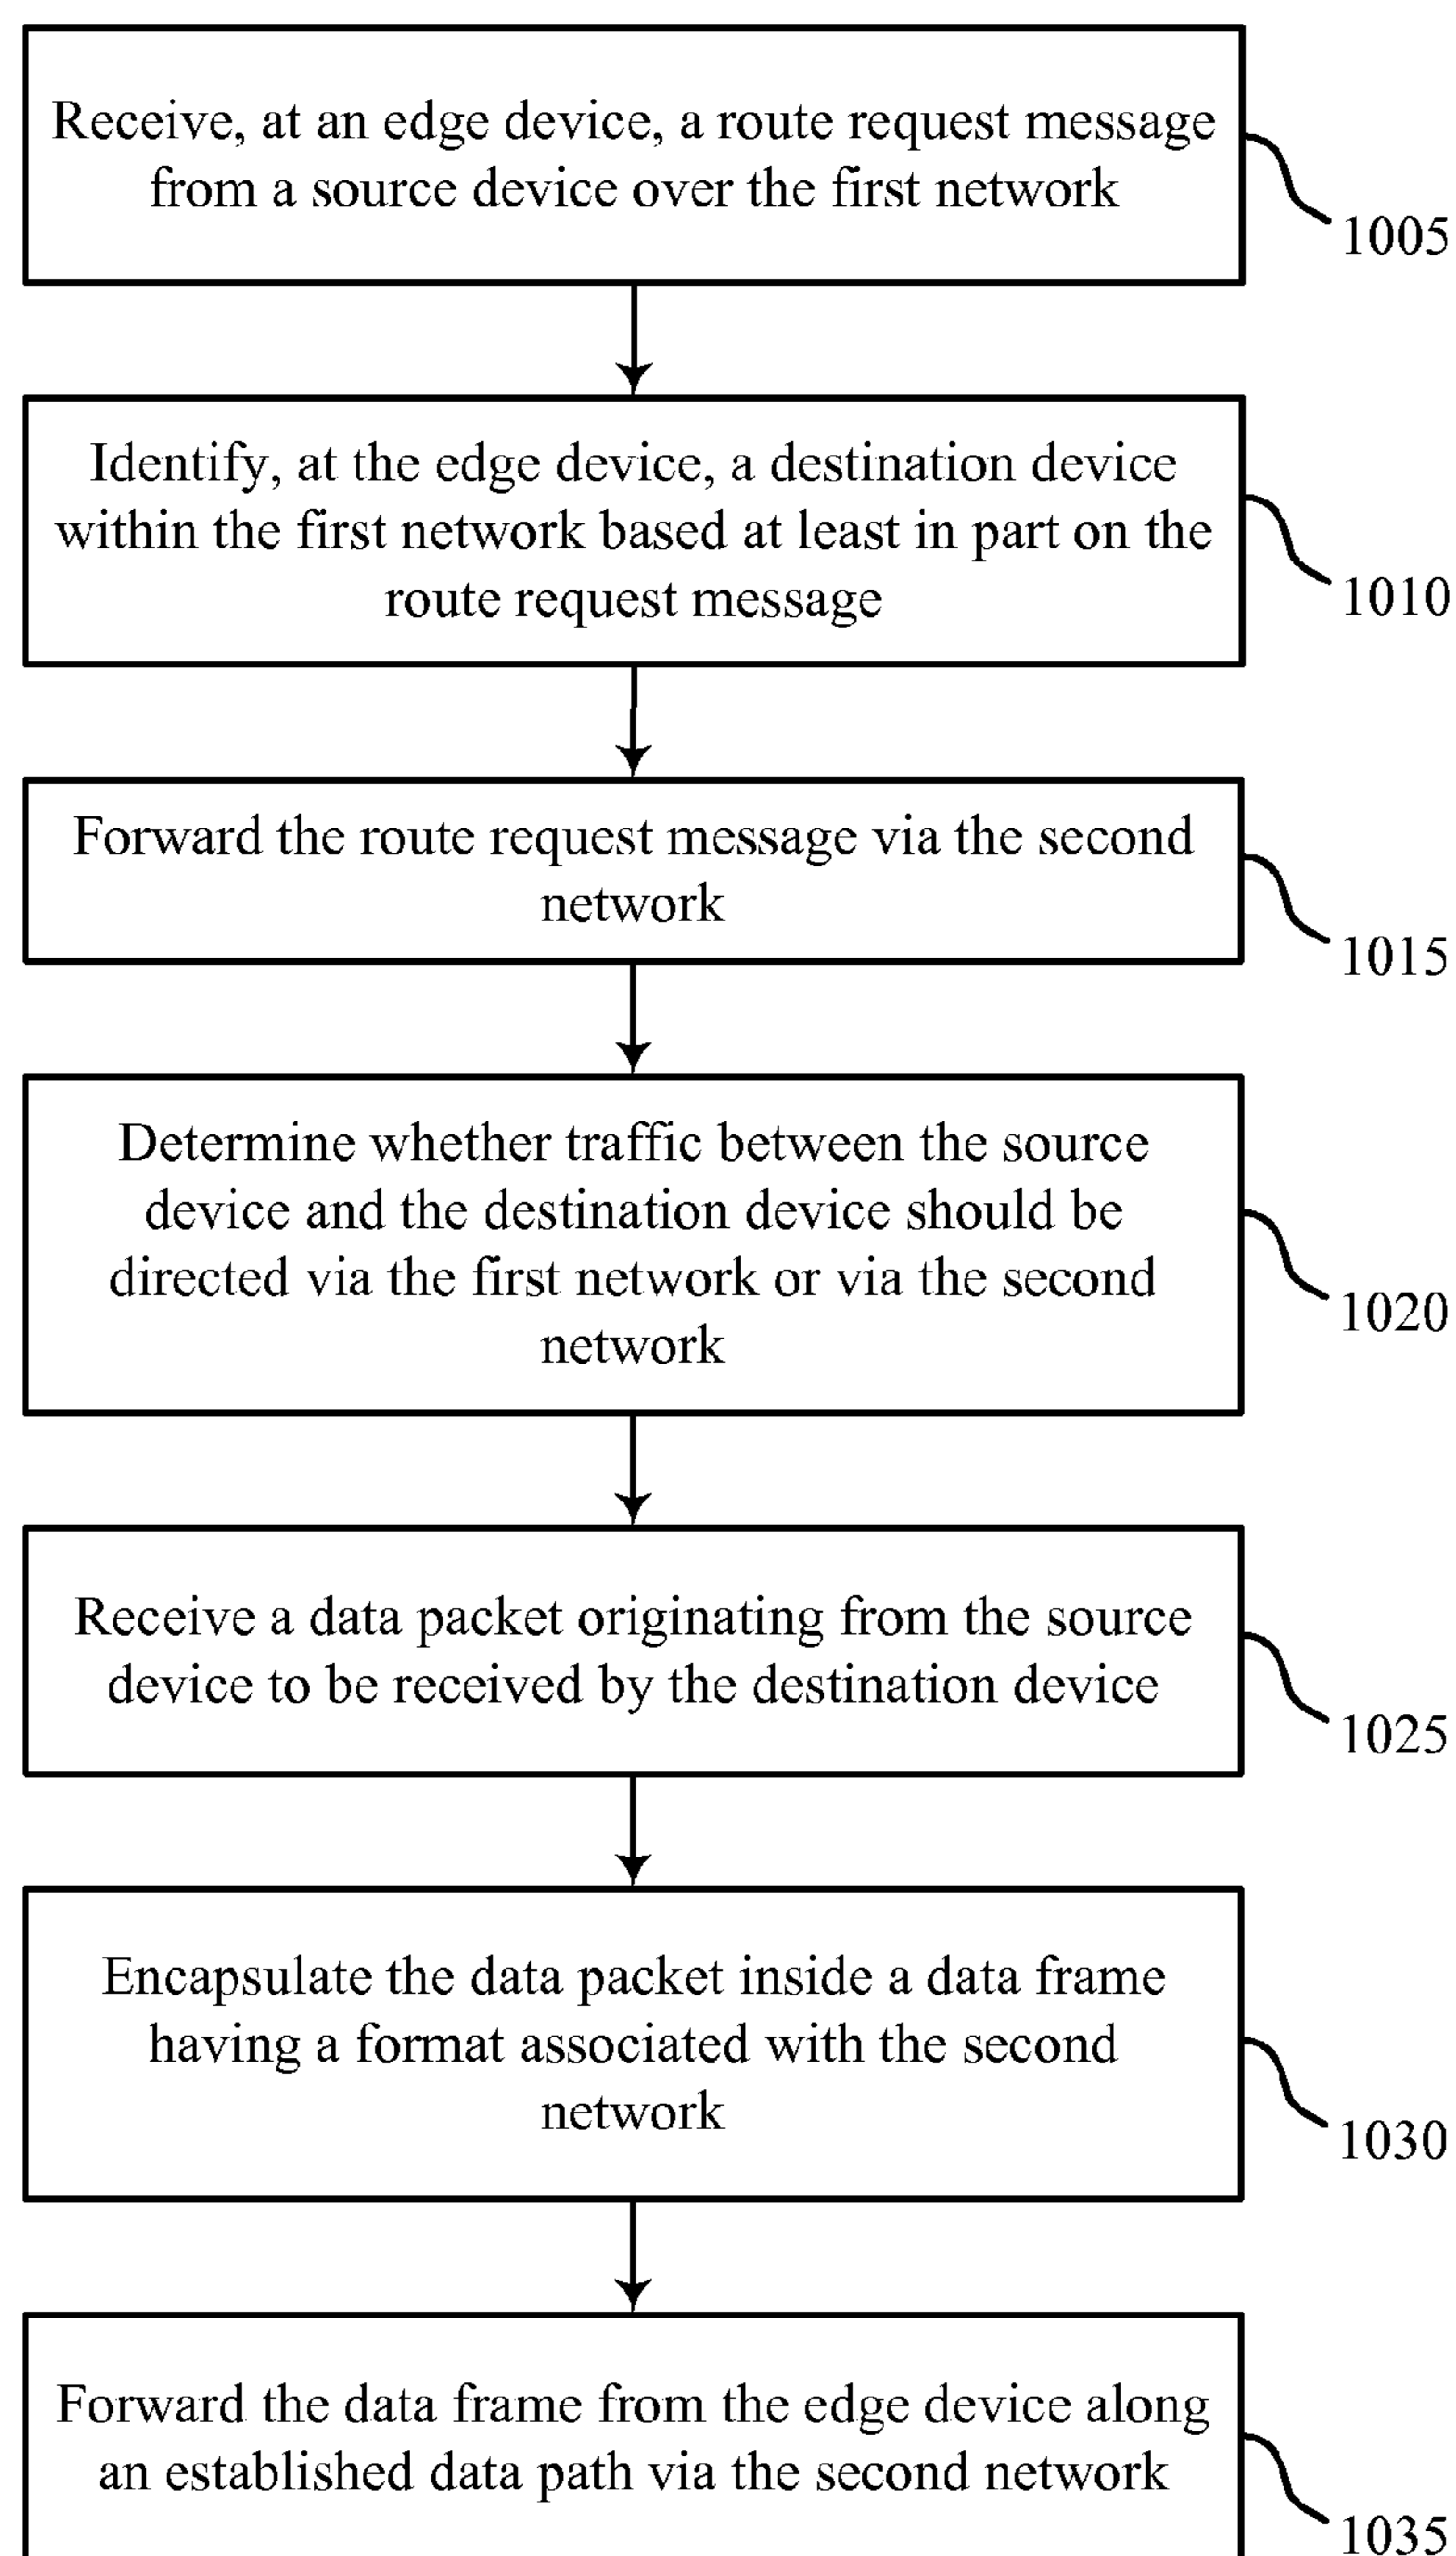 Receive, at an edge device, a route request message
from a source device over the first network
1005
Identify, at the edge device, a destination device
within the first network based at least in part on the
route request message
1010
Forward the route request message via the second
network
1015
Determine whether traffic between the source
device and the destination device should be
directed via the first network or via the second
network
1020
Receive a data packet originating from the source
device to be received by the destination device
1025
Encapsulate the data packet inside a data frame
having a format associated with the second
network
1030
Forward the data frame from the edge device along
an established data path via the second network
1035